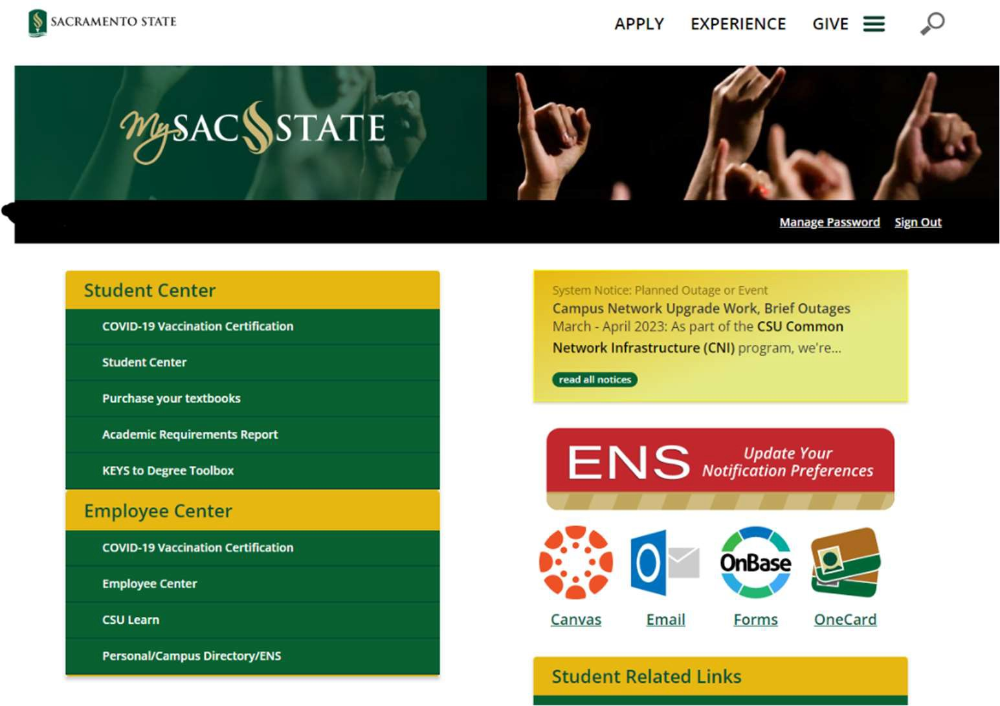 SACRAMENTO STATE
APPLY EXPERIENCE GIVE
My SAC STATE
Manage Password Sign Out
Student Center
COVID-19 Vaccination Certification
Student Center
Purchase your textbooks
Academic Requirements Report
KEYS to Degree Toolbox
Employee Center
COVID-19 Vaccination Certification
Employee Center
CSU Learn
Personal/Campus Directory/ENS
System Notice: Planned Outage or Event
Campus Network Upgrade Work, Brief Outages
March - April 2023: As part of the CSU Common
Network Infrastructure (CNI) program, we're...
read all notices
ENS
Update Your
Notification Preferences
OnBase
Canvas Email Forms OneCard
Student Related Links